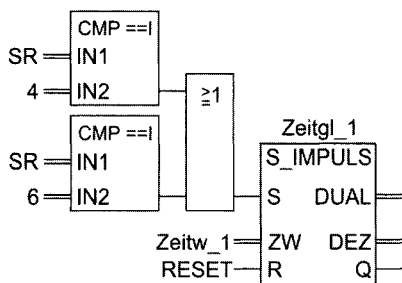 CMP ==I
SR IN1
4 IN2
≥1
CMP ==I
SR IN1
6 IN2
Zeitgl_1
S_IMPULS
S DUAL
Zeitw_1 ZW DEZ
RESET R Q